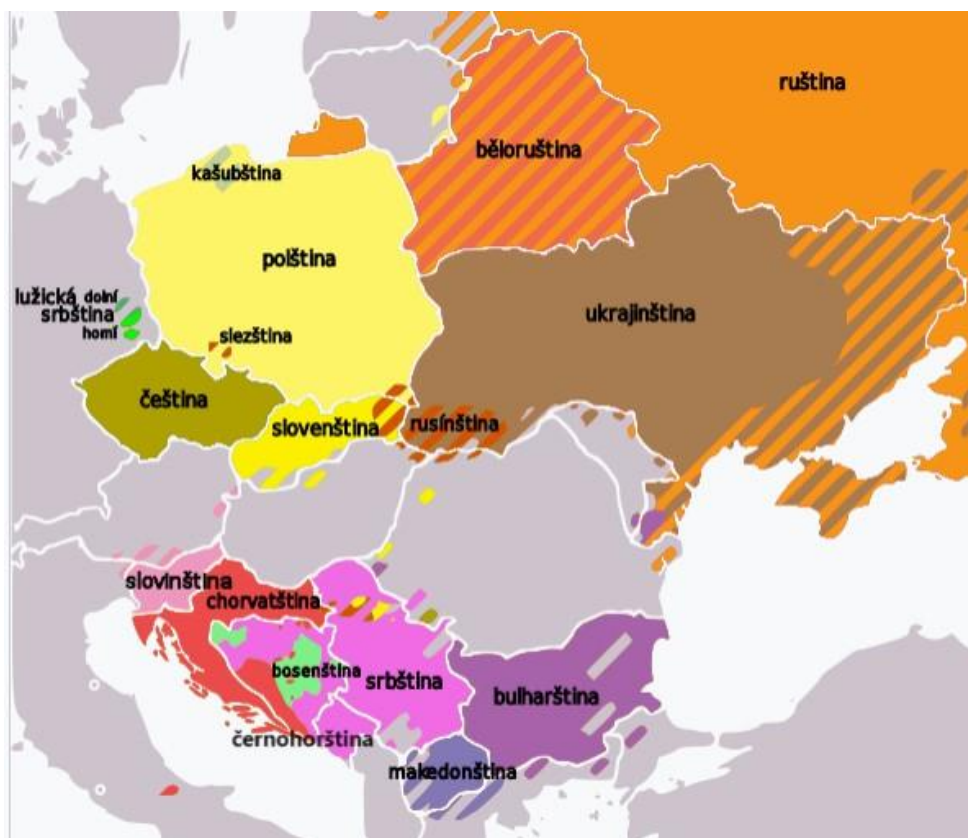 ruština
běloruština
kašubština
polština
lužická dolní
srbština
horní
ukrajinština
slezština
čeština
slovenština
rusínština
slovinština
chorvatština
bosenština
srbština
bulharština
černohorština
makedonština